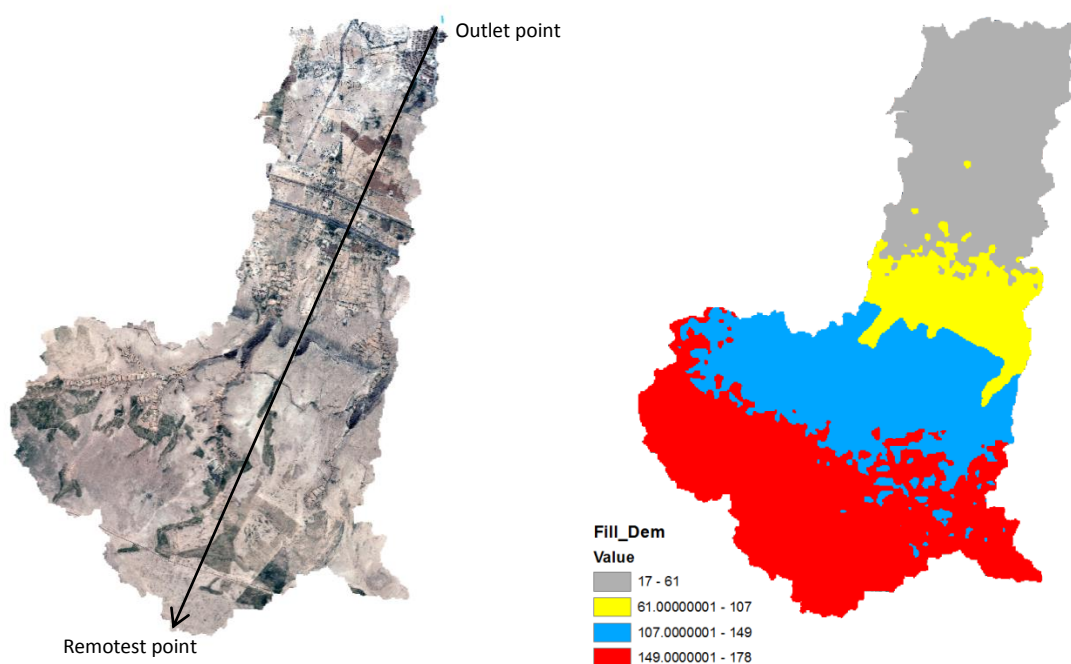 Outlet point
Remotest point
Fill_Dem
Value
17 - 61
61.00000001 - 107
107.0000001 - 149
149.0000001 - 178